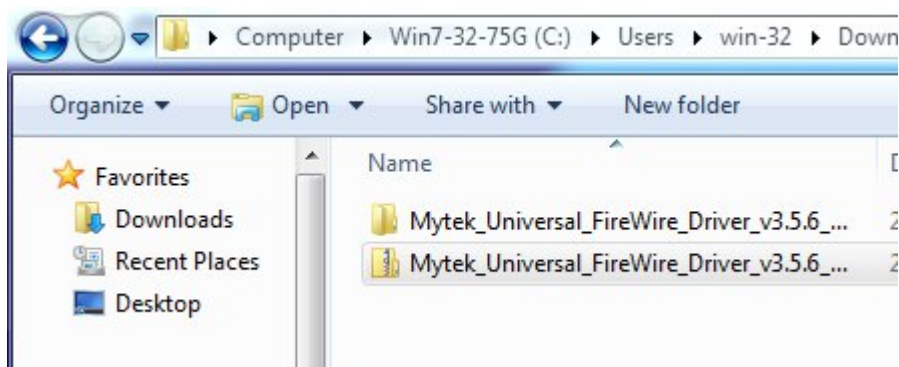 Computer Win7-32-75G (C:) Users win-32 Down
Organize Open Share with New folder
Name
Favorites
Downloads
Recent Places
Desktop
Mytek_Universal_FireWire_Driver_v3.5.6_...
Mytek_Universal_FireWire_Driver_v3.5.6_...